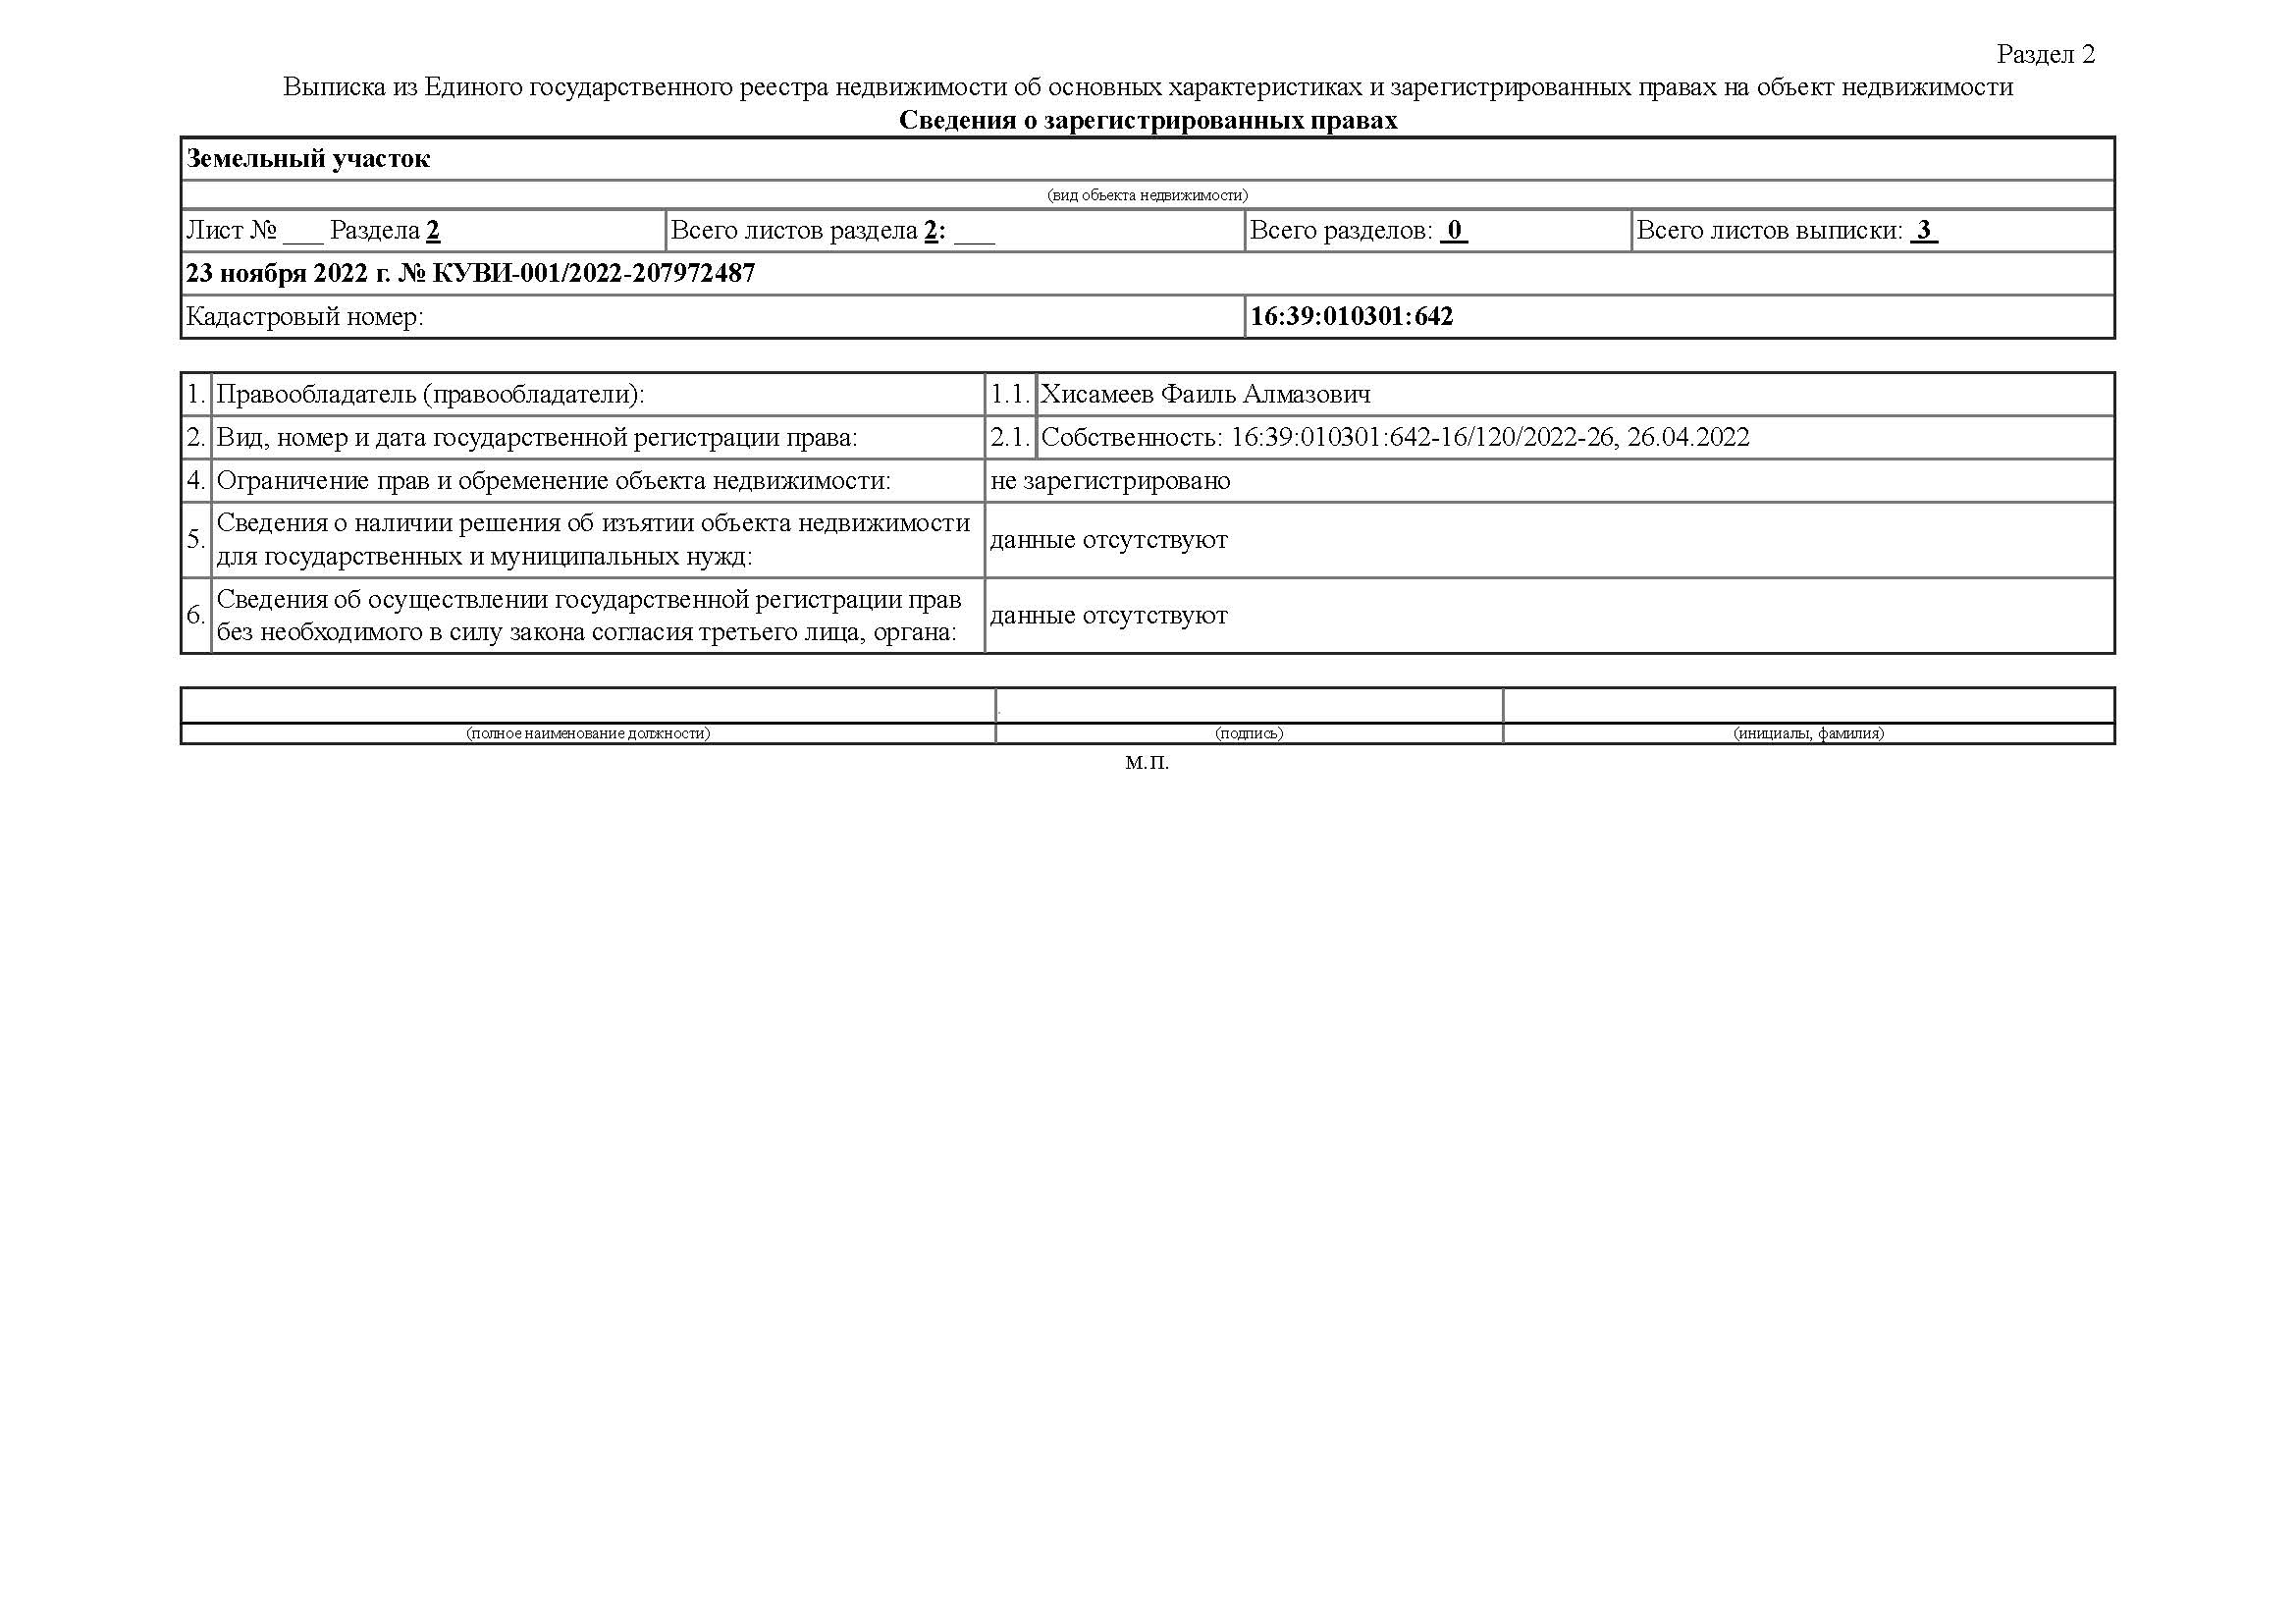 Раздел 2
Выписка из Единого государственного реестра недвижимости об основных характеристиках и зарегистрированных правах на объект недвижимости
Сведения о зарегистрированных правах
Земельный участок
(вид объекта недвижимости)
Лист № ___ Раздела 2 Всего листов раздела 2: ___ Всего разделов: 0 Всего листов выписки: 3
23 ноября 2022 г. № КУВИ-001/2022-207972487
Кадастровый номер: 16:39:010301:642
1. Правообладатель (правообладатели): 1.1. Хисамеев Фаиль Алмазович
2. Вид, номер и дата государственной регистрации права: 2.1. Собственность: 16:39:010301:642-16/120/2022-26, 26.04.2022
4. Ограничение прав и обременение объекта недвижимости: не зарегистрировано
5. Сведения о наличии решения об изъятии объекта недвижимости
для государственных и муниципальных нужд: данные отсутствуют
6. Сведения об осуществлении государственной регистрации прав
без необходимого в силу закона согласия третьего лица, органа: данные отсутствуют
(полное наименование должности) (подпись) (инициалы, фамилия)
м.п.